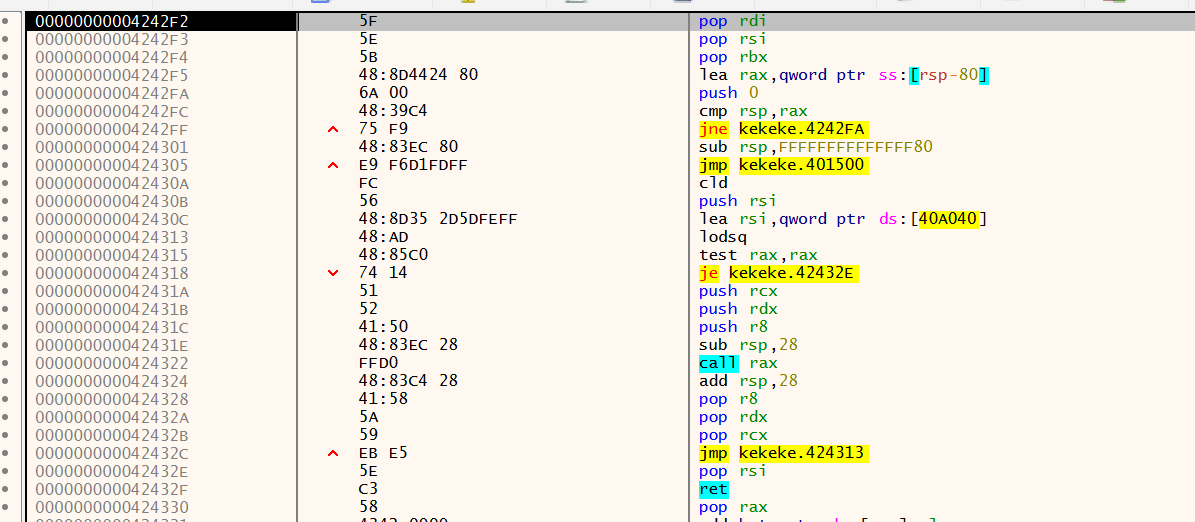 00000000004242F2 5F pop rdi
00000000004242F3 5E pop rsi
00000000004242F4 5B pop rbx
00000000004242F5 48:8D4424 80 lea rax,qword ptr ss:[rsp-80]
00000000004242FA 6A 00 push 0
00000000004242FC 48:39C4 cmp rsp,rax
00000000004242FF 75 F9 jne kekeke.4242FA
0000000000424301 48:83EC 80 sub rsp,FFFFFFFFFFFFFF80
0000000000424305 E9 F6D1FDFF jmp kekeke.401500
000000000042430A FC cld
000000000042430B 56 push rsi
000000000042430C 48:8D35 2D5DFEFF lea rsi,qword ptr ds:[40A040]
0000000000424313 48:AD lodsq
0000000000424315 48:85C0 test rax,rax
0000000000424318 74 14 je kekeke.42432E
000000000042431A 51 push rcx
000000000042431B 52 push rdx
000000000042431C 41:50 push r8
000000000042431E 48:83EC 28 sub rsp,28
0000000000424322 FFD0 call rax
0000000000424324 48:83C4 28 add rsp,28
0000000000424328 41:58 pop r8
000000000042432A 5A pop rdx
000000000042432B 59 pop rcx
000000000042432C EB E5 jmp kekeke.424313
000000000042432E 5E pop rsi
000000000042432F C3 ret
0000000000424330 58 pop rax